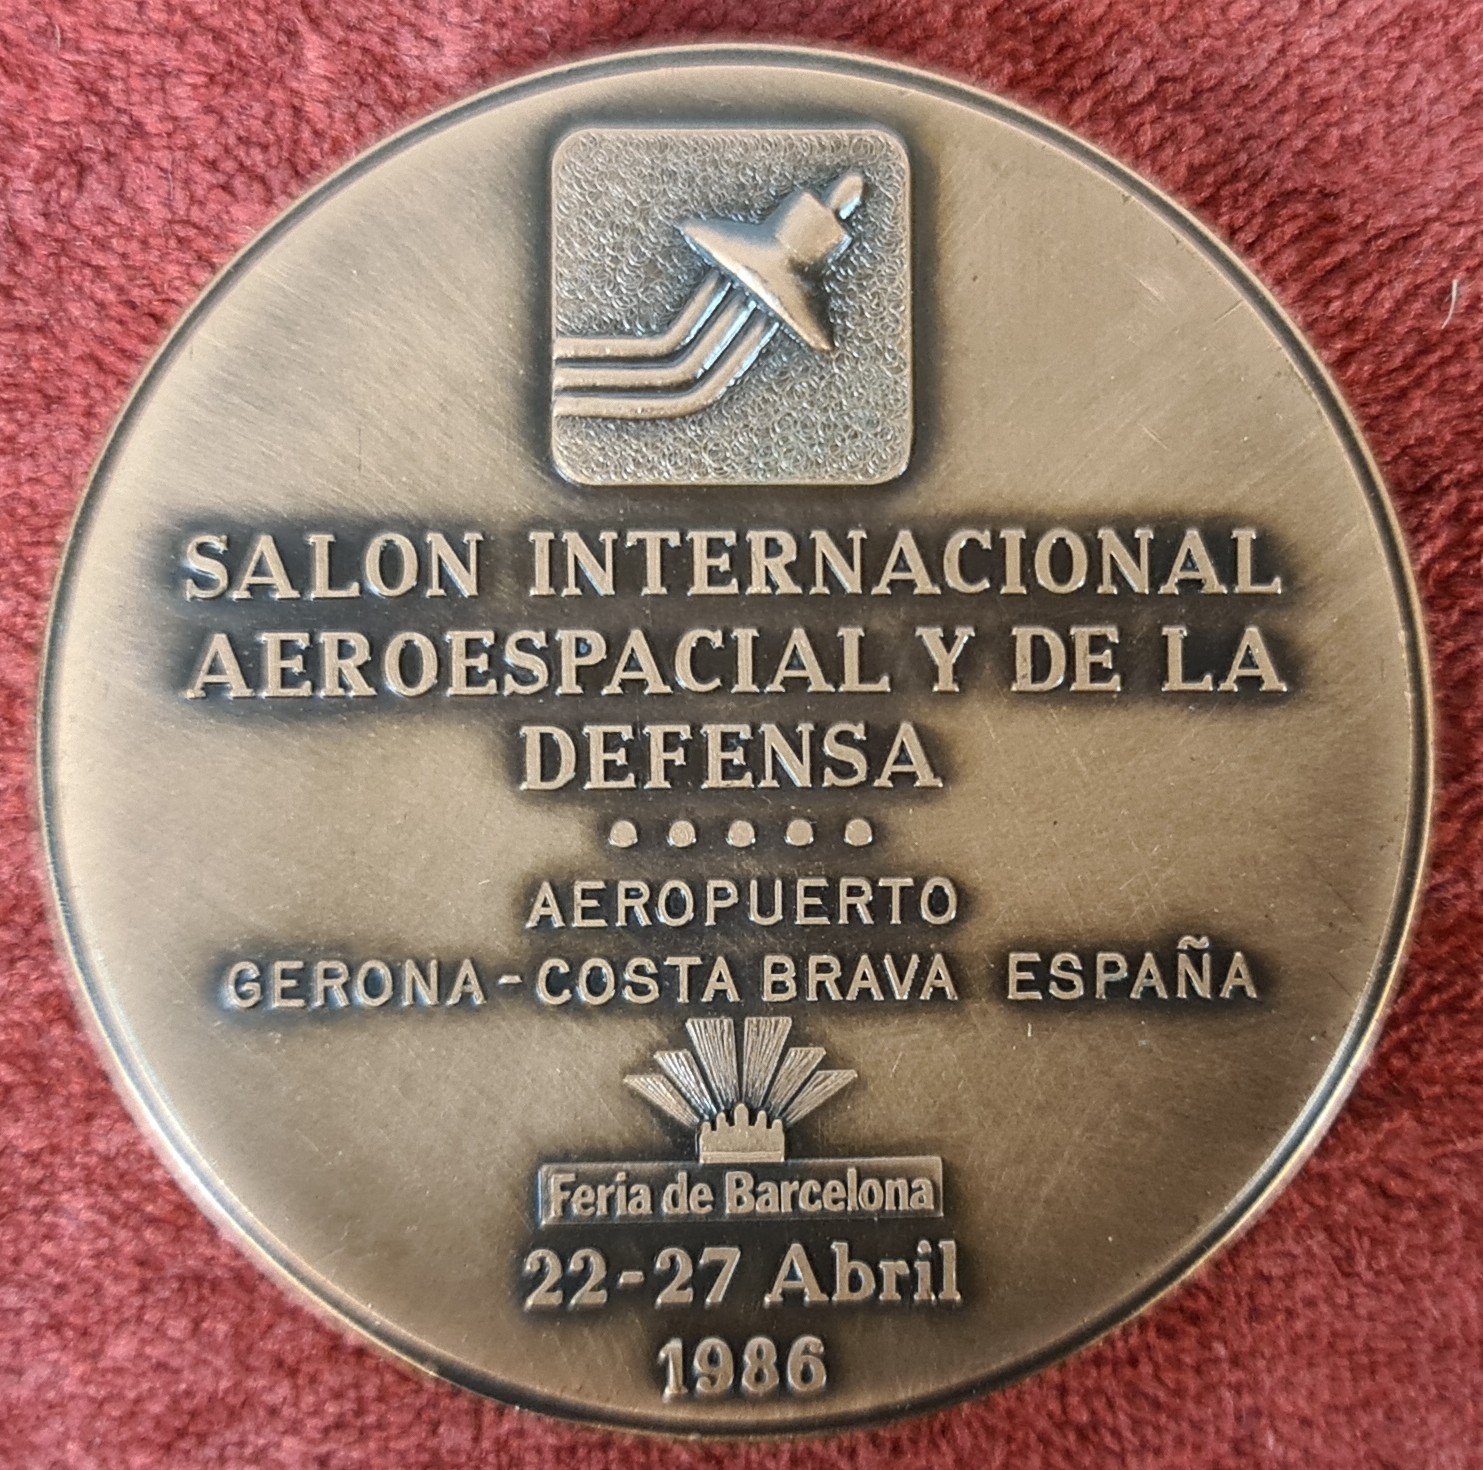 SALON INTERNACIONAL
AEROESPACIAL Y DE LA
DEFENSA
AEROPUERTO
GERONA-COSTA BRAVA ESPAÑA
Feria de Barcelona
22-27 Abril
1986